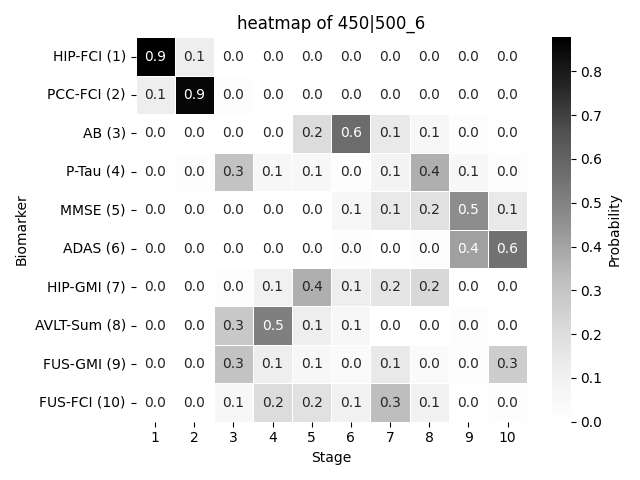 heatmap of 450|500_6
HIP-FCI (1) 0.9 0.1 0.0 0.0 0.0 0.0 0.0 0.0 0.0 0.0
PCC-FCI (2) 0.1 0.9 0.0 0.0 0.0 0.0 0.0 0.0 0.0 0.0
AB (3) 0.0 0.0 0.0 0.0 0.2 0.6 0.1 0.1 0.0 0.0
P-Tau (4) 0.0 0.0 0.3 0.1 0.1 0.0 0.1 0.4 0.1 0.0
MMSE (5) 0.0 0.0 0.0 0.0 0.0 0.1 0.1 0.2 0.5 0.1
ADAS (6) 0.0 0.0 0.0 0.0 0.0 0.0 0.0 0.0 0.4 0.6
HIP-GMI (7) 0.0 0.0 0.0 0.1 0.4 0.1 0.2 0.2 0.0 0.0
AVLT-Sum (8) 0.0 0.0 0.3 0.5 0.1 0.1 0.0 0.0 0.0 0.0
FUS-GMI (9) 0.0 0.0 0.3 0.1 0.1 0.0 0.1 0.0 0.0 0.3
FUS-FCI (10) 0.0 0.0 0.1 0.2 0.2 0.1 0.3 0.1 0.0 0.0
1 2 3 4 5 6 7 8 9 10
Stage
Biomarker
0.8
0.7
0.6
0.5
0.4
0.3
0.2
0.1
0.0
Probability